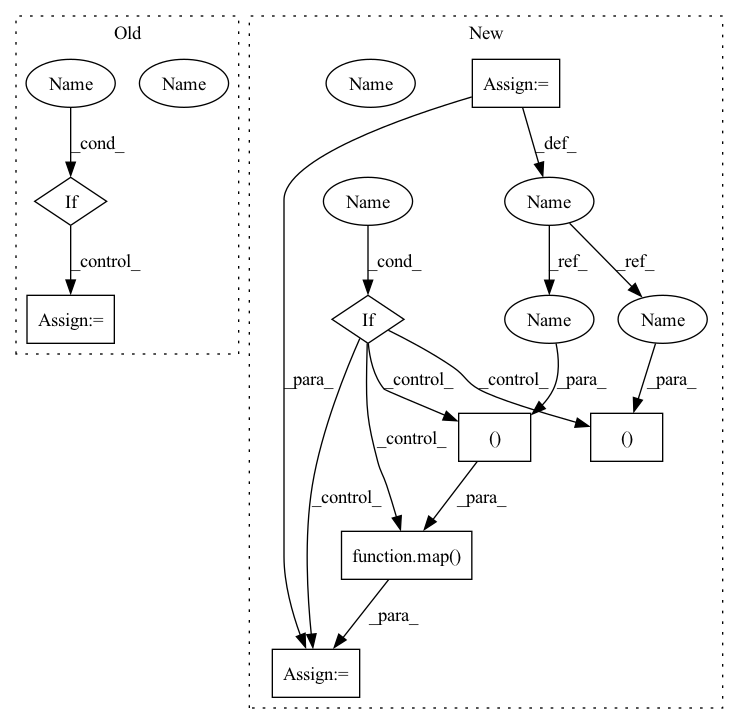 Old
New
Name
Name
Name
Assign:=
_cond_
_def_
If
Name
Name
_control_
_cond_
_ref_
_ref_
Assign:=
If
Name
Name
_para_
_control_
_control_
_para_
_para_
_control_
()
()
_control_
_para_
function.map()
_para_
Assign:=